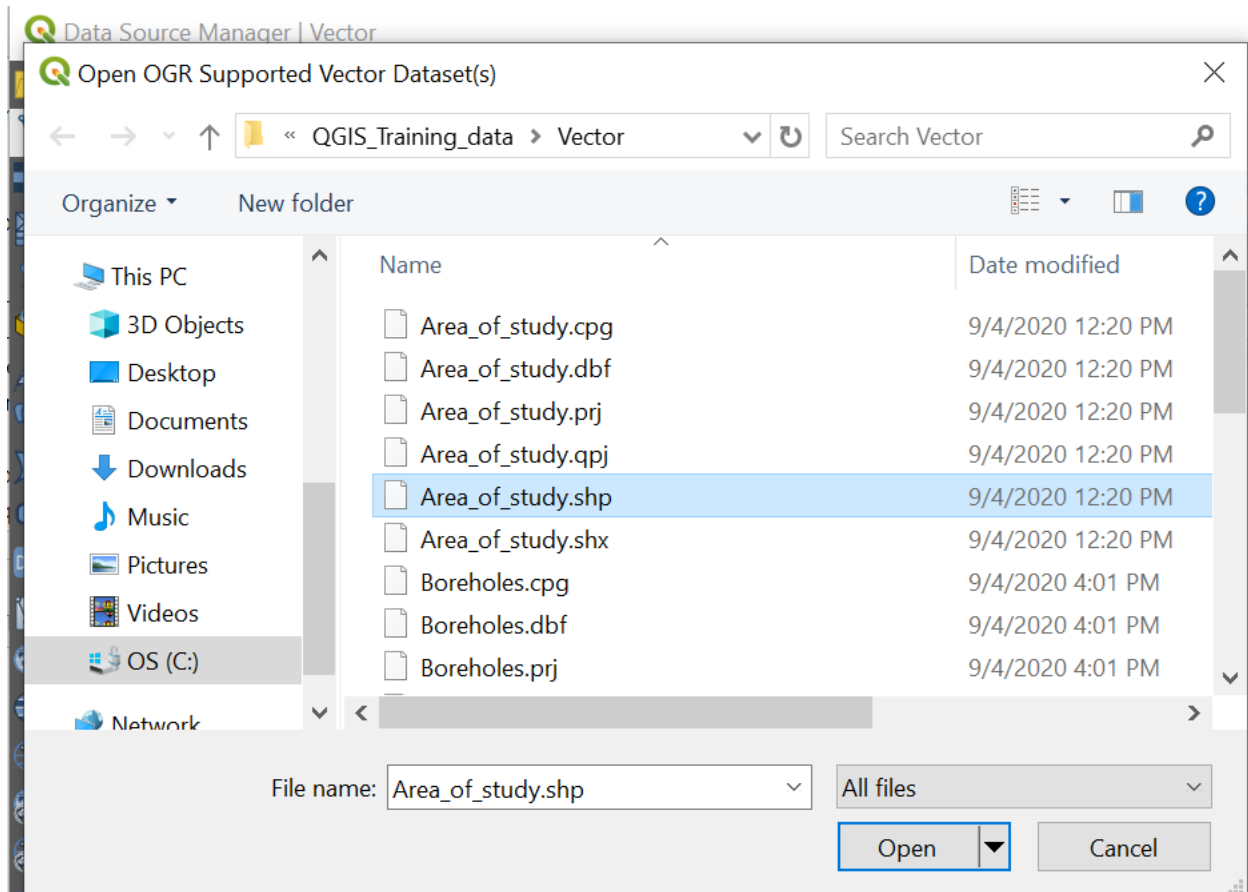 Data Source Manager | Vector
Open OGR Supported Vector Dataset(s)
« QGIS_Training_data > Vector
Search Vector
Organize
New folder
?
This PC
3D Objects
Desktop
Documents
Downloads
Music
Pictures
Videos
OS (C:)
Network
Name Date modified
Area_of_study.cpg 9/4/2020 12:20 PM
Area_of_study.dbf 9/4/2020 12:20 PM
Area_of_study.prj 9/4/2020 12:20 PM
Area_of_study.qpj 9/4/2020 12:20 PM
Area_of_study.shp 9/4/2020 12:20 PM
Area_of_study.shx 9/4/2020 12:20 PM
Boreholes.cpg 9/4/2020 4:01 PM
Boreholes.dbf 9/4/2020 4:01 PM
Boreholes.prj 9/4/2020 4:01 PM
File name: Area_of_study.shp
All files
Open
Cancel